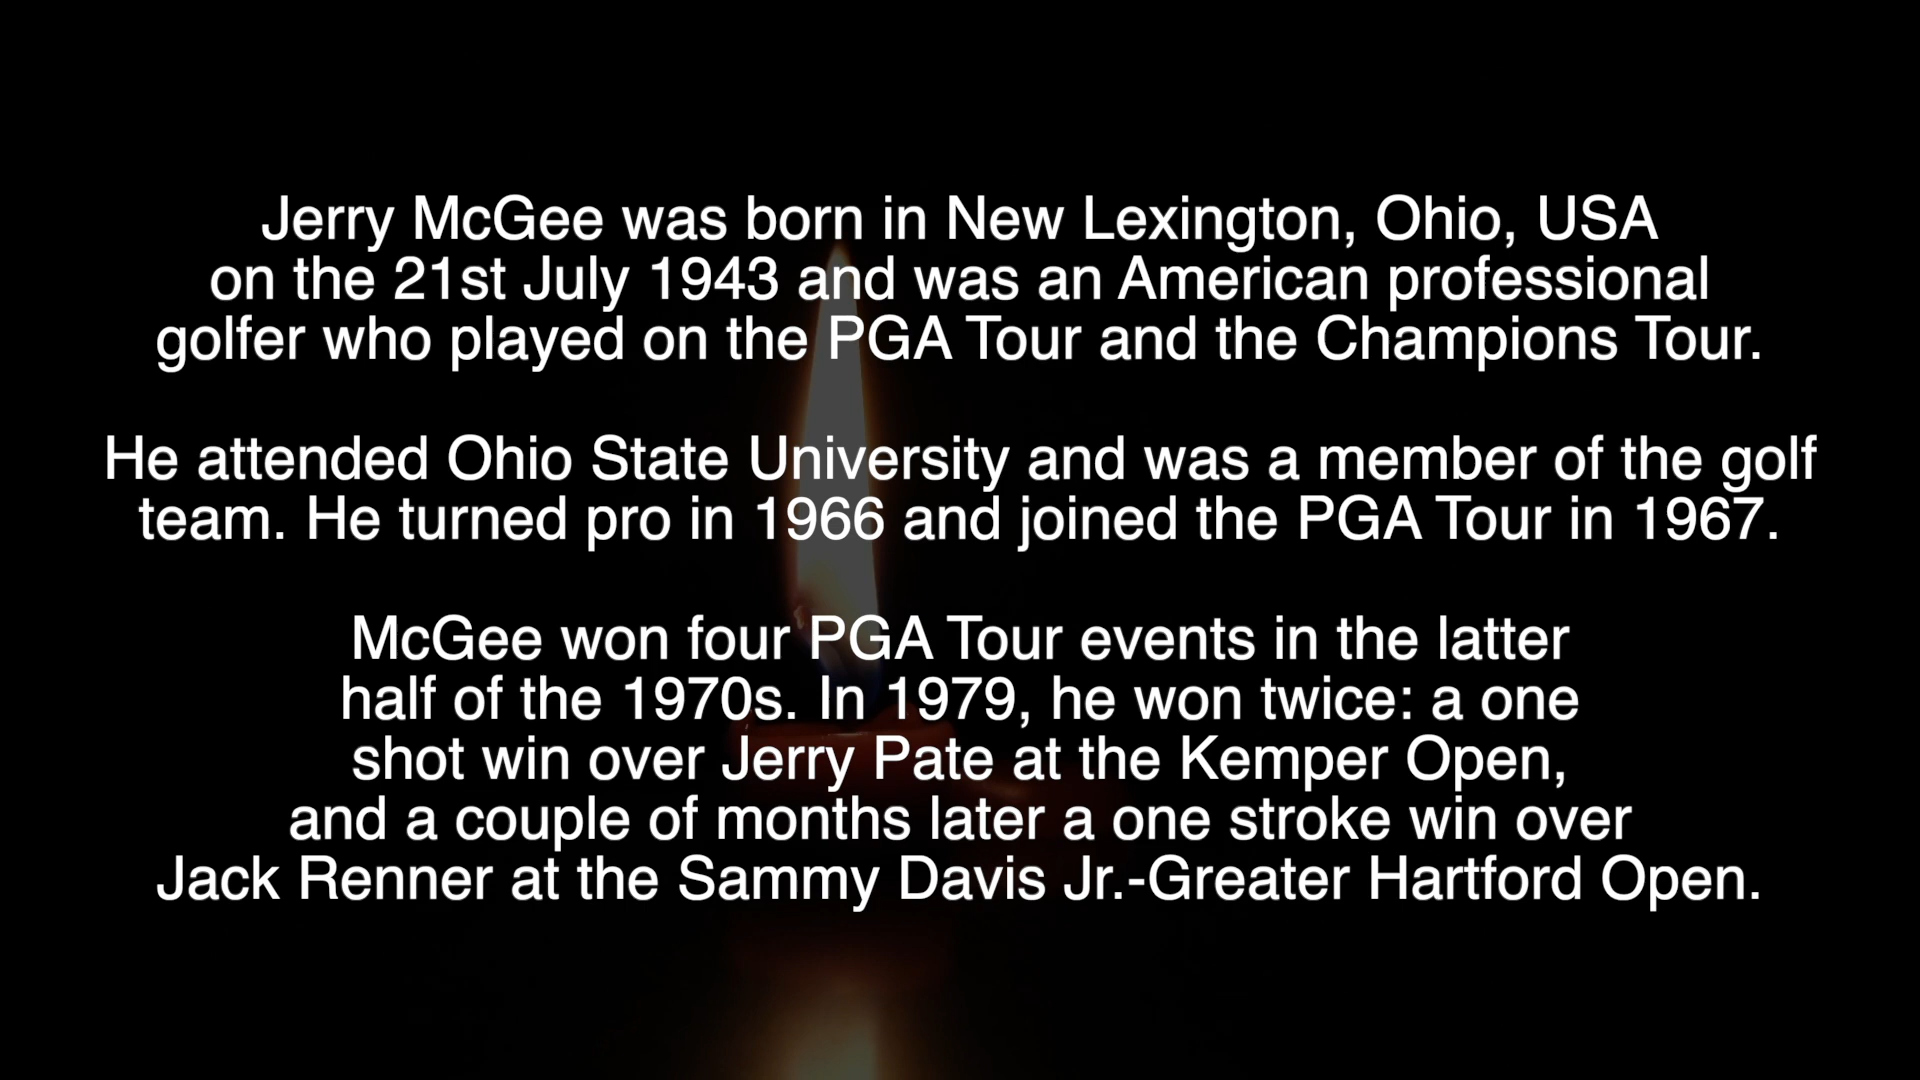 Jerry McGee was born in New Lexington, Ohio, USA
on the 21st July 1943 and was an American professional
golfer who played on the PGA Tour and the Champions Tour.
He attended Ohio State University and was a member of the golf
team. He turned pro in 1966 and joined the PGA Tour in 1967.
McGee won four PGA Tour events in the latter
half of the 1970s. In 1979, he won twice: a one
shot win over Jerry Pate at the Kemper Open,
and a couple of months later a one stroke win over
Jack Renner at the Sammy Davis Jr.-Greater Hartford Open.